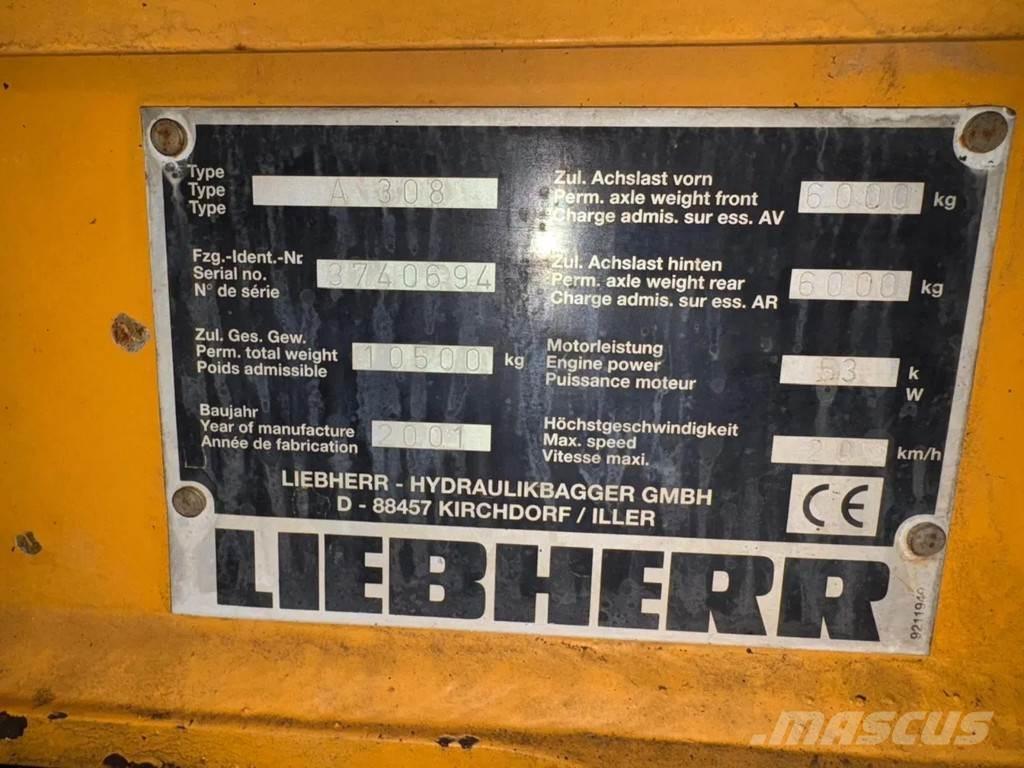 Type
Type A 308
Type
Fzg.-Ident.-Nr.
Serial no. 3740694
N° de série
Zul. Ges. Gew.
Perm. total weight 10500 kg
Poids admissible
Baujahr
Year of manufacture 2001
Année de fabrication
Zul. Achslast vorn
Perm. axle weight front 6000 kg
Charge admis. sur ess. AV
Zul. Achslast hinten
Perm. axle weight rear 6000 kg
Charge admis. sur ess. AR
Motorleistung
Engine power 53 k
Puissance moteur W
Höchstgeschwindigkeit
Max. speed 20 km/h
Vitesse maxi.
LIEBHERR - HYDRAULIKBAGGER GMBH
D - 88457 KIRCHDORF / ILLER
CE
LIEBHERR
MASCUS